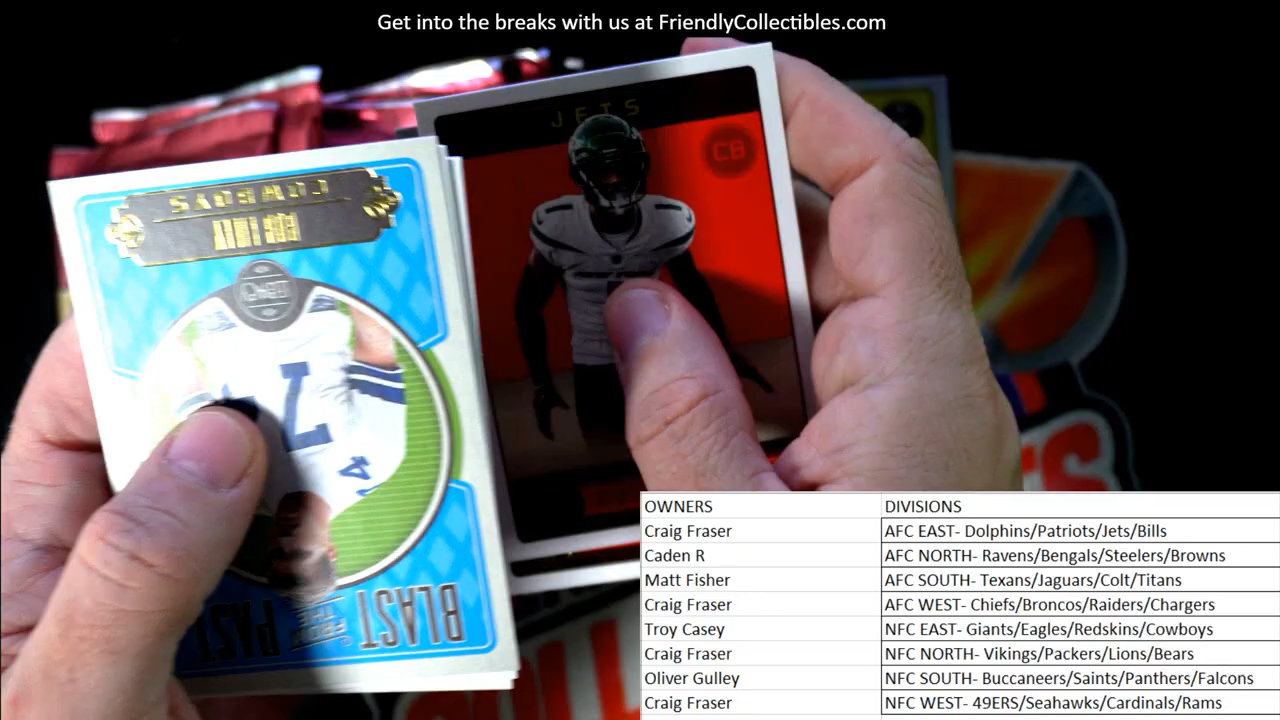 Get into the breaks with us at FriendlyCollectibles.com
JETS
CB
COWBOYS
BLAST
FROM
THE
PAST
OWNERS DIVISIONS
Craig Fraser AFC EAST- Dolphins/Patriots/Jets/Bills
Caden R AFC NORTH- Ravens/Bengals/Steelers/Browns
Matt Fisher AFC SOUTH- Texans/Jaguars/Colt/Titans
Craig Fraser AFC WEST- Chiefs/Broncos/Raiders/Chargers
Troy Casey NFC EAST- Giants/Eagles/Redskins/Cowboys
Craig Fraser NFC NORTH- Vikings/Packers/Lions/Bears
Oliver Gulley NFC SOUTH- Buccaneers/Saints/Panthers/Falcons
Craig Fraser NFC WEST- 49ERS/Seahawks/Cardinals/Rams